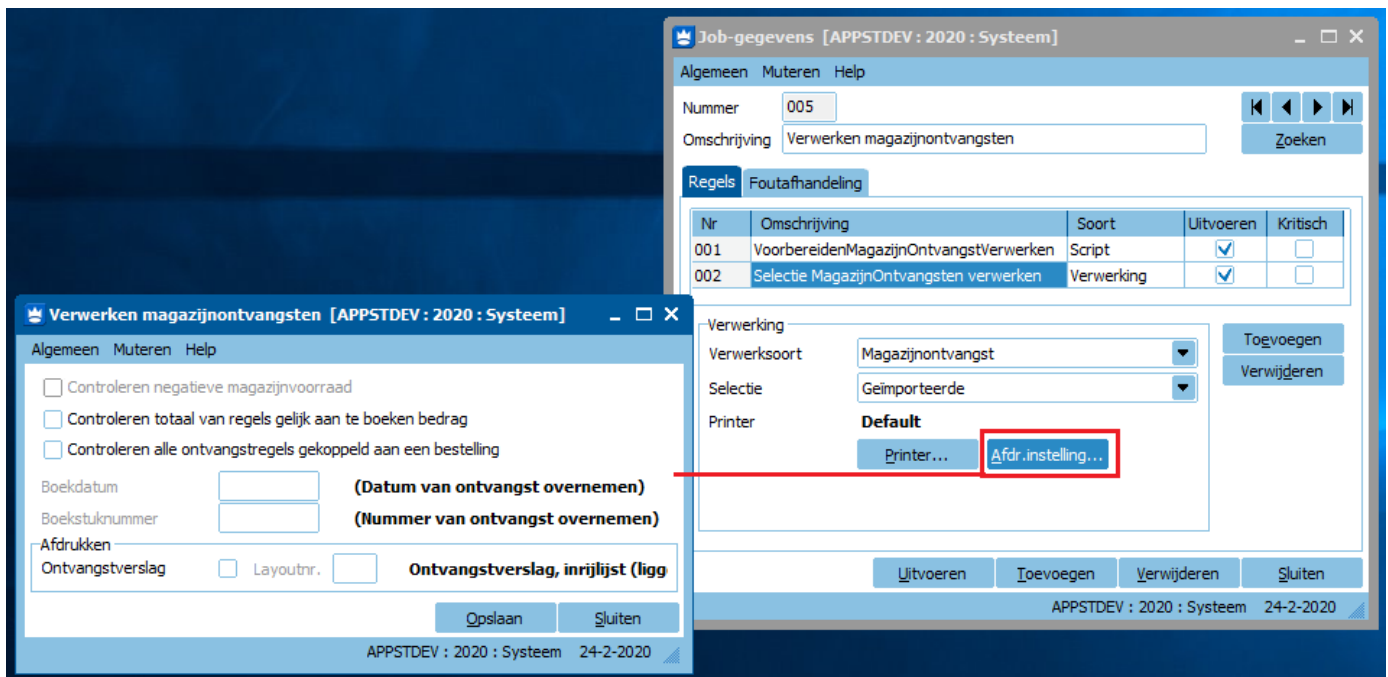 Job-gegevens [APPSTDEV : 2020 : Systeem]
Algemeen Muteren Help
Nummer 005
Omschrijving Verwerken magazijnontvangsten Zoeken
Regels Foutafhandeling
Nr Omschrijving Soort Uitvoeren Kritisch
001 VoorbereidenMagazijnOntvangstVerwerken Script
002 Selectie MagazijnOntvangsten verwerken Verwerking
Verwerking
Verwerksoort Magazijnontvangst
Selectie Geïmporteerde
Printer Default
Printer... Afdr.instelling...
Toevoegen
Verwijderen
Uitvoeren Toevoegen Verwijderen Sluiten
APPSTDEV : 2020 : Systeem 24-2-2020
Verwerken magazijnontvangsten [APPSTDEV : 2020 : Systeem]
Algemeen Muteren Help
Controleren negatieve magazijnvoorraad
Controleren totaal van regels gelijk aan te boeken bedrag
Controleren alle ontvangstregels gekoppeld aan een bestelling
Boekdatum (Datum van ontvangst overnemen)
Boekstuknummer (Nummer van ontvangst overnemen)
Afdrukken
Ontvangstverslag Layoutnr. Ontvangstverslag, inrijlijst (ligg
Opslaan Sluiten
APPSTDEV : 2020 : Systeem 24-2-2020